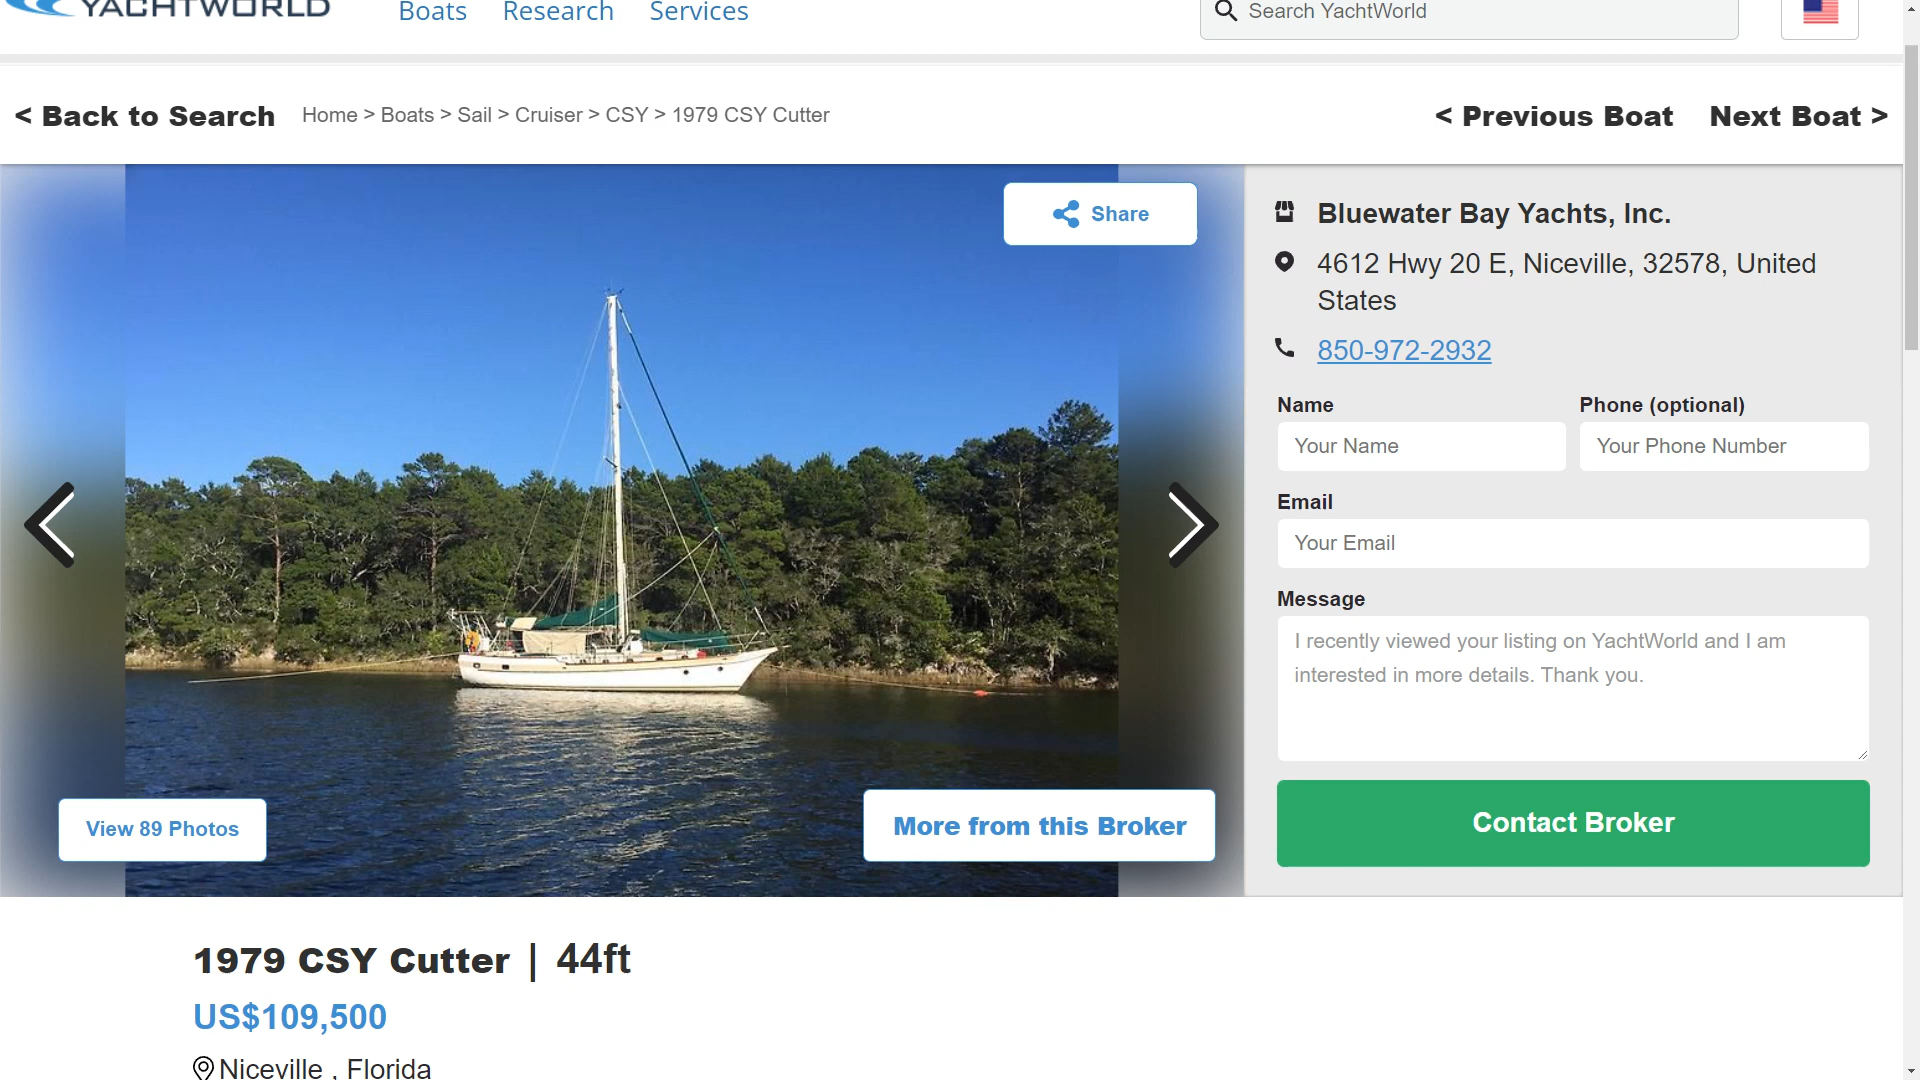 YACHTWORLD
Boats Research Services
Search YachtWorld
< Back to Search
Home > Boats > Sail > Cruiser > CSY > 1979 CSY Cutter
< Previous Boat Next Boat >
Share
Bluewater Bay Yachts, Inc.
4612 Hwy 20 E, Niceville, 32578, United
States
850-972-2932
Name Phone (optional)
Your Name Your Phone Number
Email
Your Email
Message
I recently viewed your listing on YachtWorld and I am
interested in more details. Thank you.
Contact Broker
View 89 Photos
More from this Broker
1979 CSY Cutter | 44ft
US$109,500
Niceville , Florida